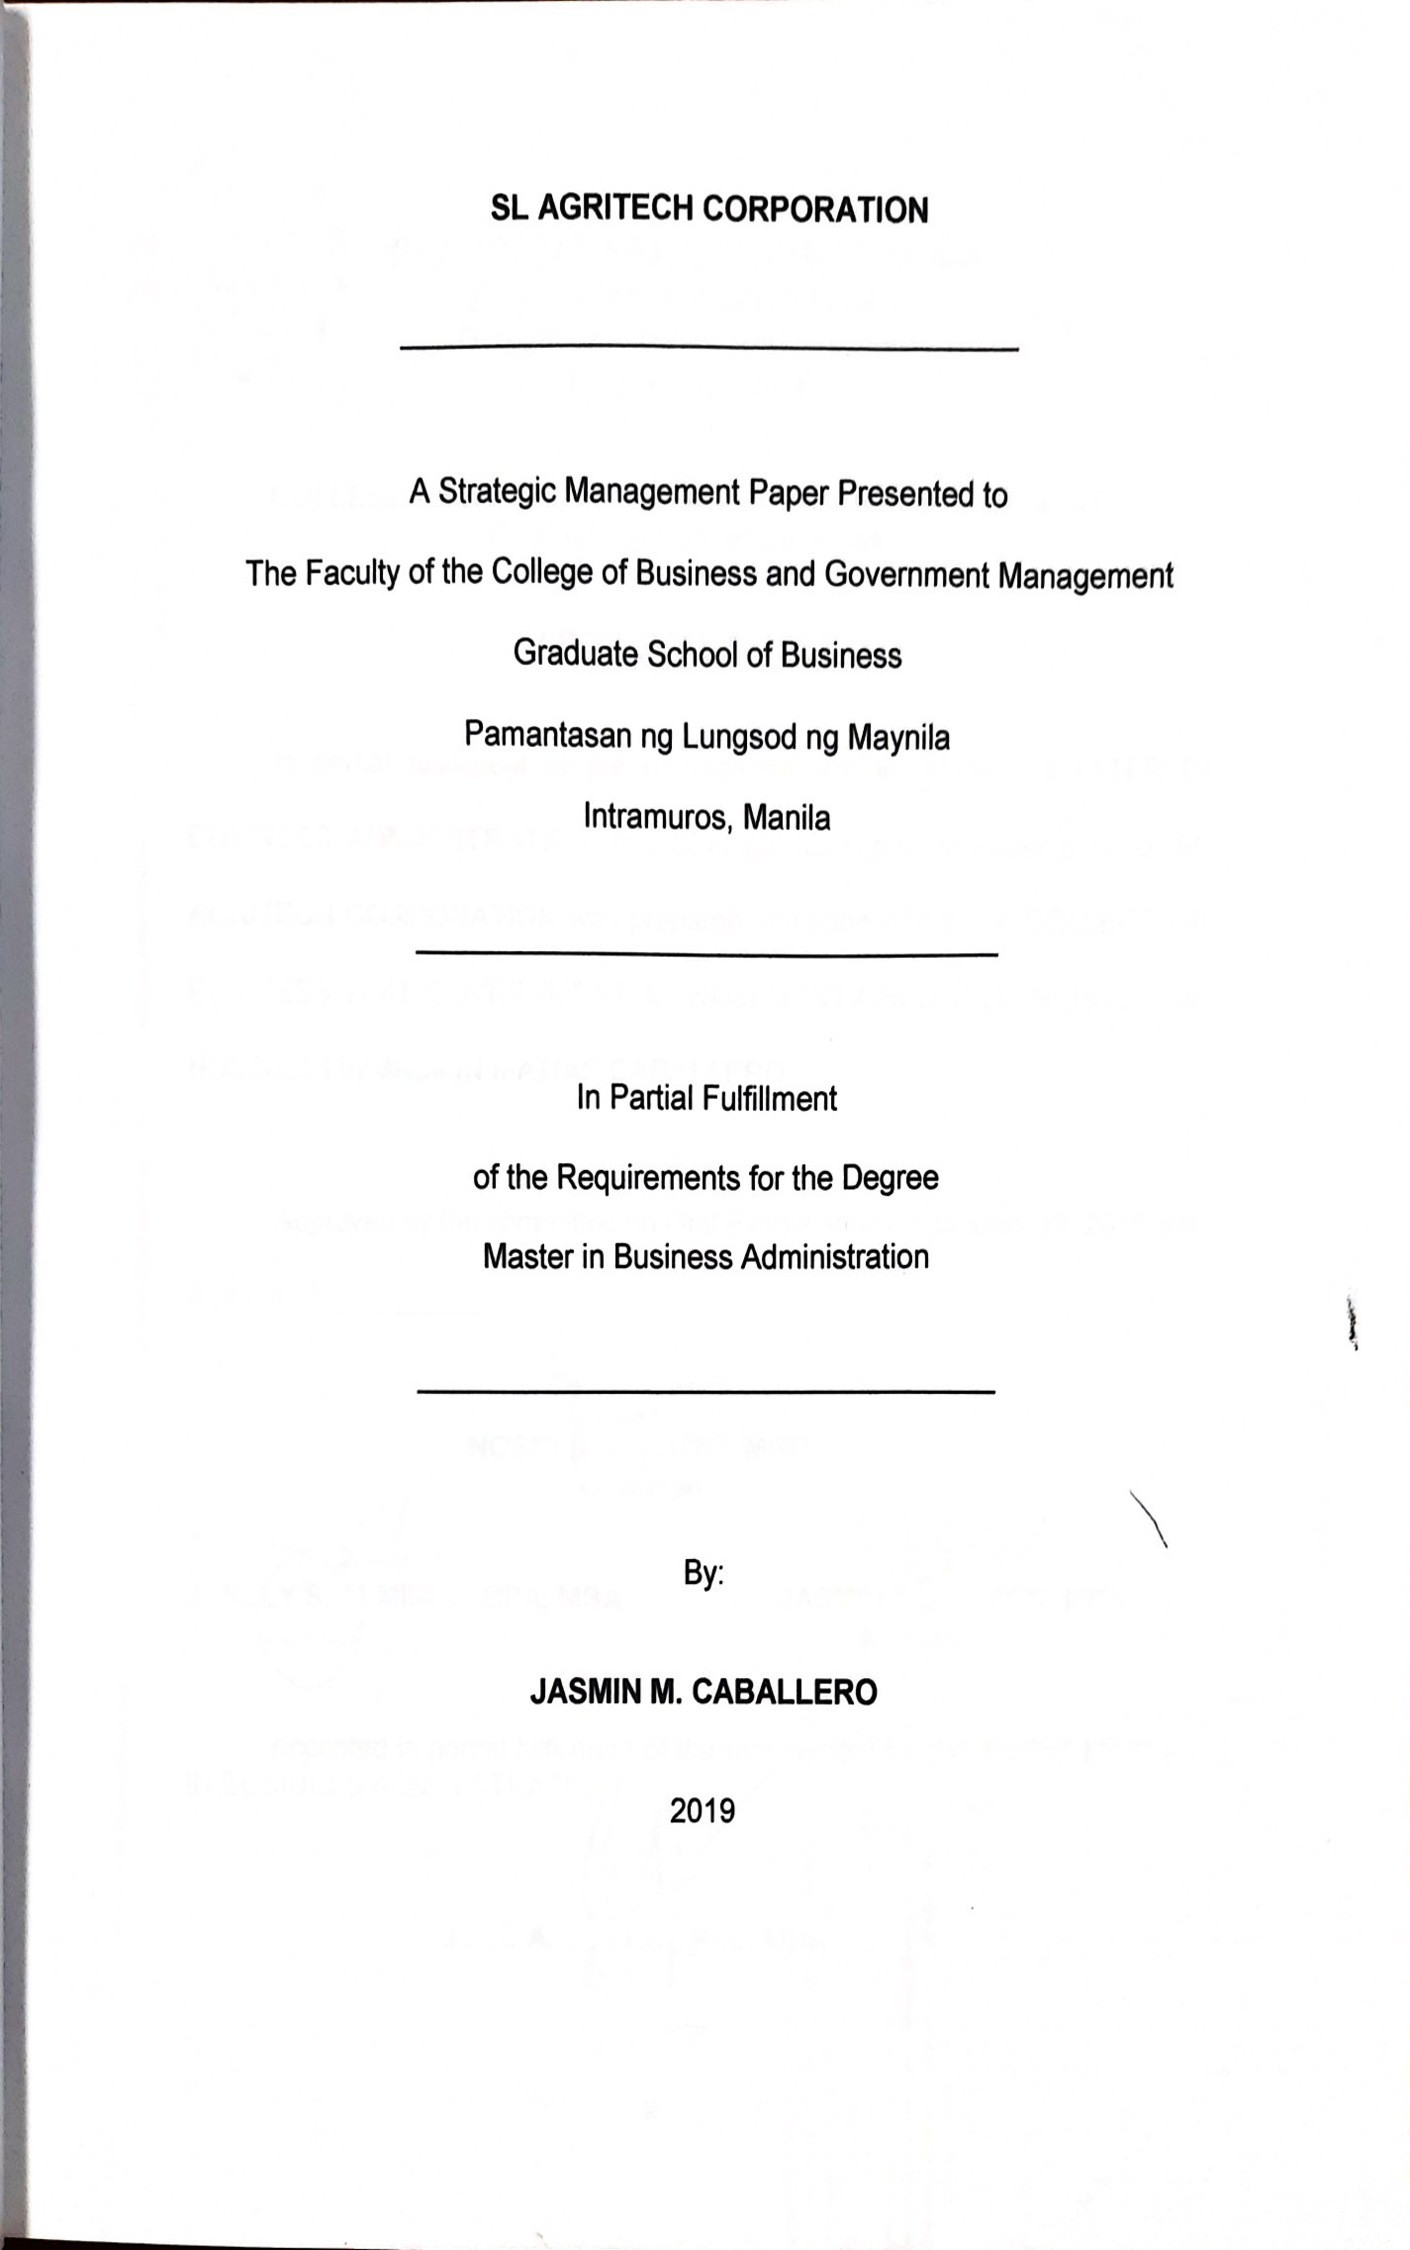 SL AGRITECH CORPORATION
A Strategic Management Paper Presented to
The Faculty of the College of Business and Government Management
Graduate School of Business
Pamantasan ng Lungsod ng Maynila
Intramuros, Manila
In Partial Fulfillment
of the Requirements for the Degree
Master in Business Administration
By:
JASMIN M. CABALLERO
2019